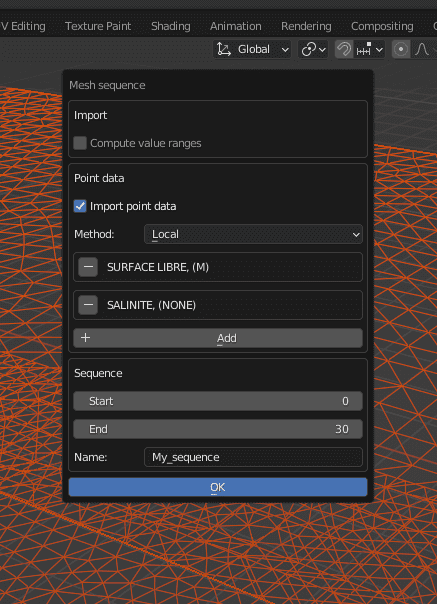 V Editing Texture Paint Shading Animation Rendering Compositing
Global
Mesh sequence
Import
Compute value ranges
Point data
Import point data
Method: Local
SURFACE LIBRE, (M)
SALINITE, (NONE)
+ Add
Sequence
Start 0
End 30
Name: My_sequence
OK